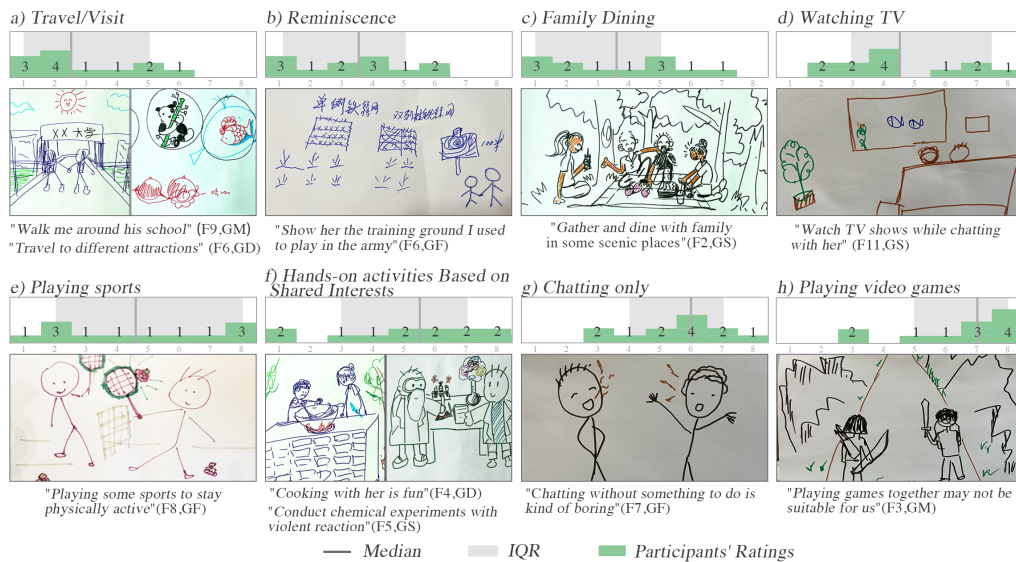 a) Travel/Visit
b) Reminiscence
c) Family Dining
d) Watching TV
3 4 1 1 2 1
3 1 2 3 1 2
3 2 1 3 1 1
2 2 4 1 2 1
1 2 3 4 5 6 7 8
1 2 3 4 5 6 7 8
1 2 3 4 5 6 7 8
1 2 3 4 5 6 7 8
XX 大学
单侧铁丝网
铁丝网
"Walk me around his school" (F9,GM)
"Travel to different attractions" (F6,GD)
"Show her the training ground I used
to play in the army"(F6,GF)
"Gather and dine with family
in some scenic places"(F2,GS)
"Watch TV shows while chatting
with her" (F11,GS)
e) Playing sports
f) Hands-on activities Based on
Shared Interests
g) Chatting only
h) Playing video games
1 3 1 1 1 1 1 3
2 1 1 2 2 2 2
2 1 2 4 2 1
2 1 1 3 4
1 2 3 4 5 6 7 8
1 2 3 4 5 6 7 8
1 2 3 4 5 6 7 8
1 2 3 4 5 6 7 8
"Playing some sports to stay
physically active"(F8,GF)
"Cooking with her is fun"(F4,GD)
"Conduct chemical experiments with
violent reaction"(F5,GS)
"Chatting without something to do is
kind of boring"(F7,GF)
"Playing games together may not be
suitable for us"(F3,GM)
Median
IQR
Participants' Ratings